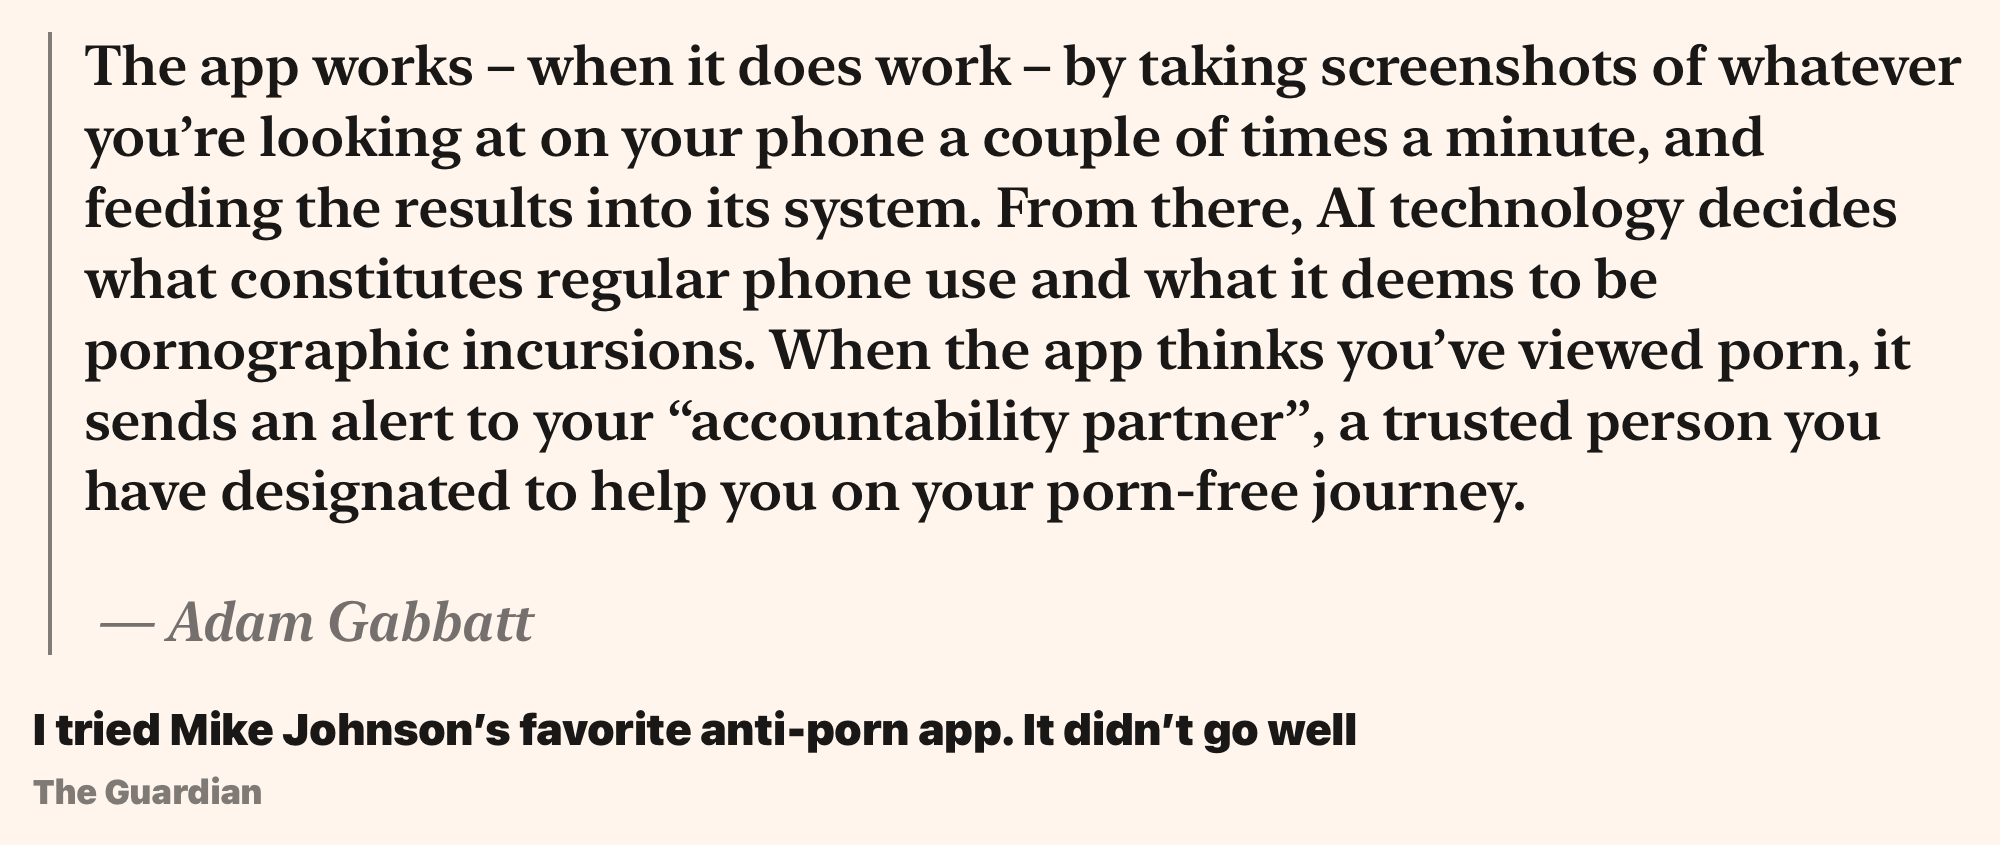 The app works – when it does work – by taking screenshots of whatever
you’re looking at on your phone a couple of times a minute, and
feeding the results into its system. From there, AI technology decides
what constitutes regular phone use and what it deems to be
pornographic incursions. When the app thinks you’ve viewed porn, it
sends an alert to your “accountability partner”, a trusted person you
have designated to help you on your porn-free journey.
— Adam Gabbatt
I tried Mike Johnson’s favorite anti-porn app. It didn’t go well
The Guardian